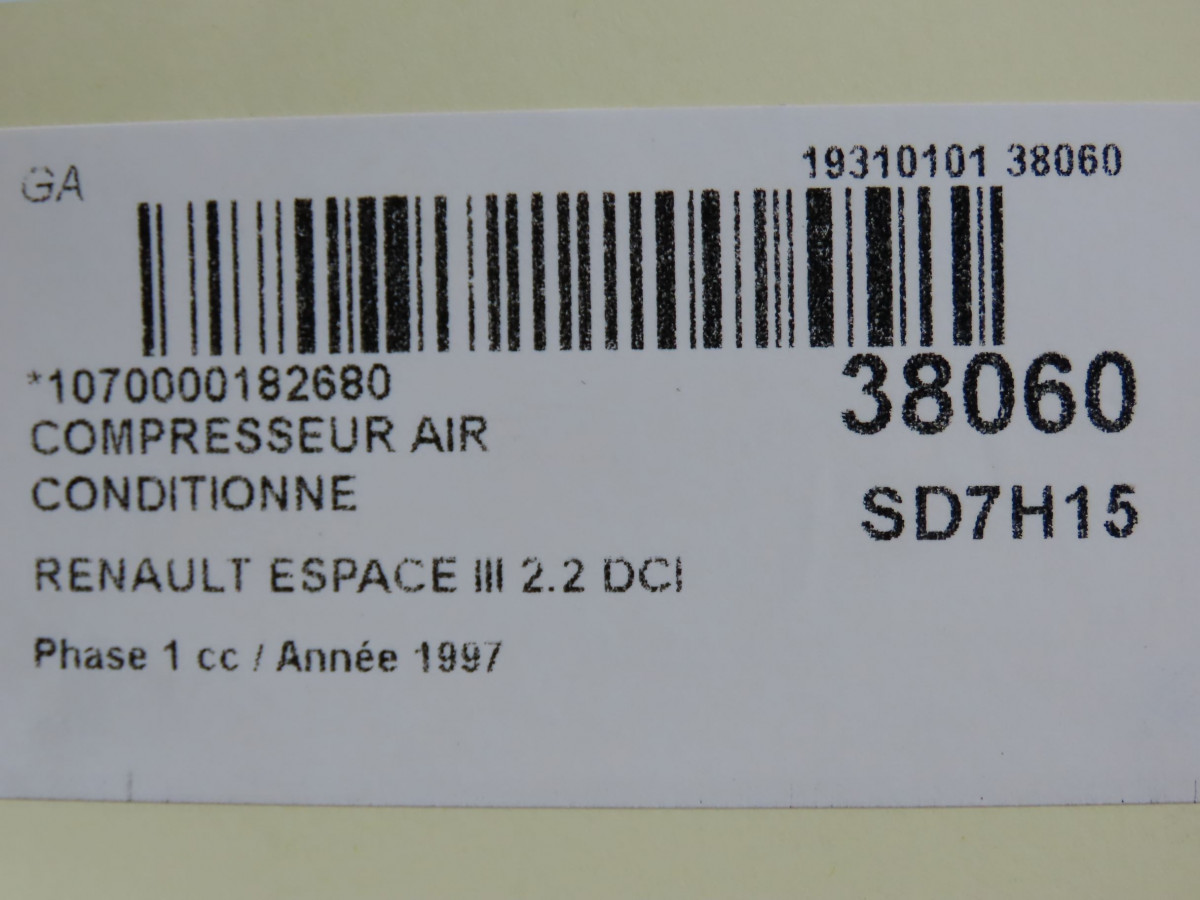 GA
19310101 38060
*1070000182680
38060
COMPRESSEUR AIR
CONDITIONNE
SD7H15
RENAULT ESPACE III 2.2 DCI
Phase 1 cc / Année 1997